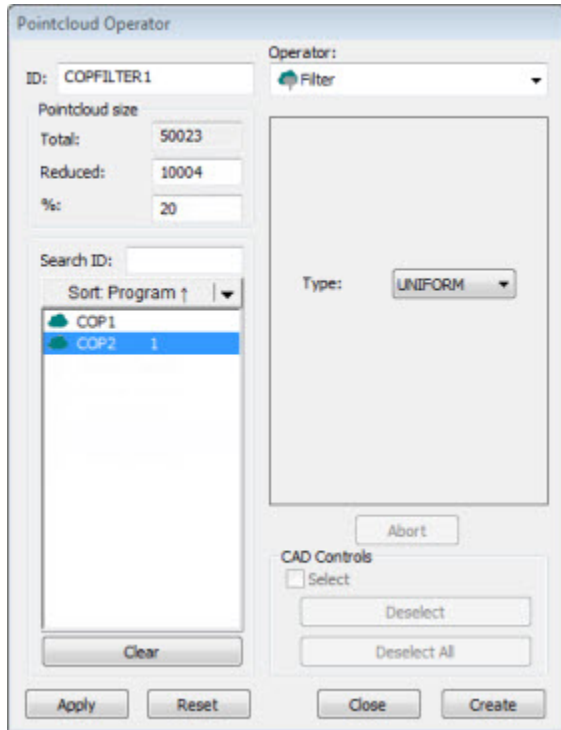 Pointcloud Operator
ID: COPFILTER1
Operator:
Filter
Pointcloud size
Total: 50023
Reduced: 10004
%: 20
Search ID:
Sort: Program ↑
COP1
COP2 1
Clear
Apply
Reset
Type: UNIFORM
Abort
CAD Controls
Select
Deselect
Deselect All
Close
Create